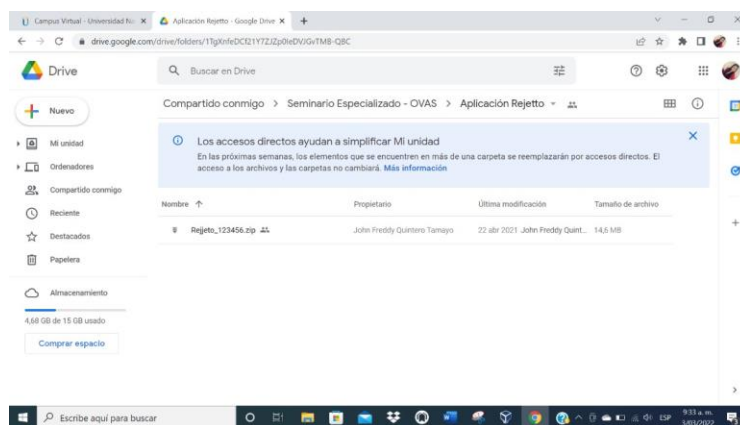 Campus Virtual - Universidad Na
Aplicación Rejetto - Google Drive
drive.google.com/drive/folders/
Drive
Buscar en Drive
Nuevo
Compartido conmigo > Seminario Especializado - OVAS > Aplicación Rejetto
Mi unidad
Ordenadores
Compartido conmigo
Reciente
Destacados
Papelera
Almacenamiento
4,68 GB de 15 GB usado
Comprar espacio
Los accesos directos ayudan a simplificar Mi unidad
En las próximas semanas, los elementos que se encuentren en más de una carpeta se reemplazarán por accesos directos. El
acceso a los archivos y las carpetas no cambiará. Más información
Nombre Propietario Última modificación Tamaño de archivo
Rejjeto_123456.zip John Freddy Quintero Tamayo 22 abr 2021 John Freddy Quint... 14,6 MB
Escribe aquí para buscar
ESP
9:33 a. m.
5/03/2022